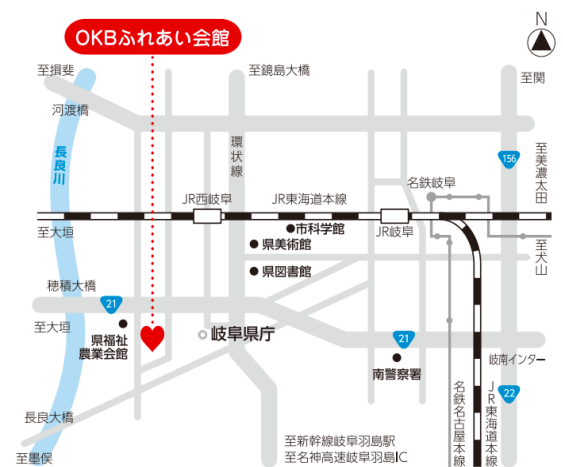 N
OKBふれあい会館
至揖斐
至鏡島大橋
至関
河渡橋
長良川
環状線
156
至美濃太田
名鉄岐阜
JR西岐阜
JR東海道本線
至大垣
市科学館
JR岐阜
県美術館
至犬山
県図書館
穂積大橋
21
至大垣
県福祉
農業会館
岐阜県庁
21
岐南インター
南警察署
22
名鉄名古屋本線
JR東海道本線
長良大橋
至墨俣
至新幹線岐阜羽島駅
至名神高速岐阜羽島IC